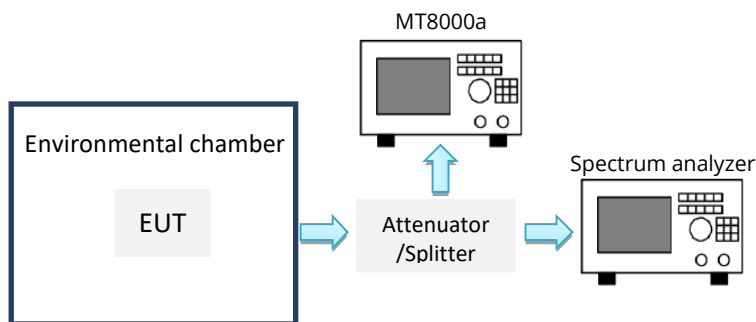 MT8000a
Environmental chamber
Spectrum analyzer
EUT
Attenuator
/Splitter